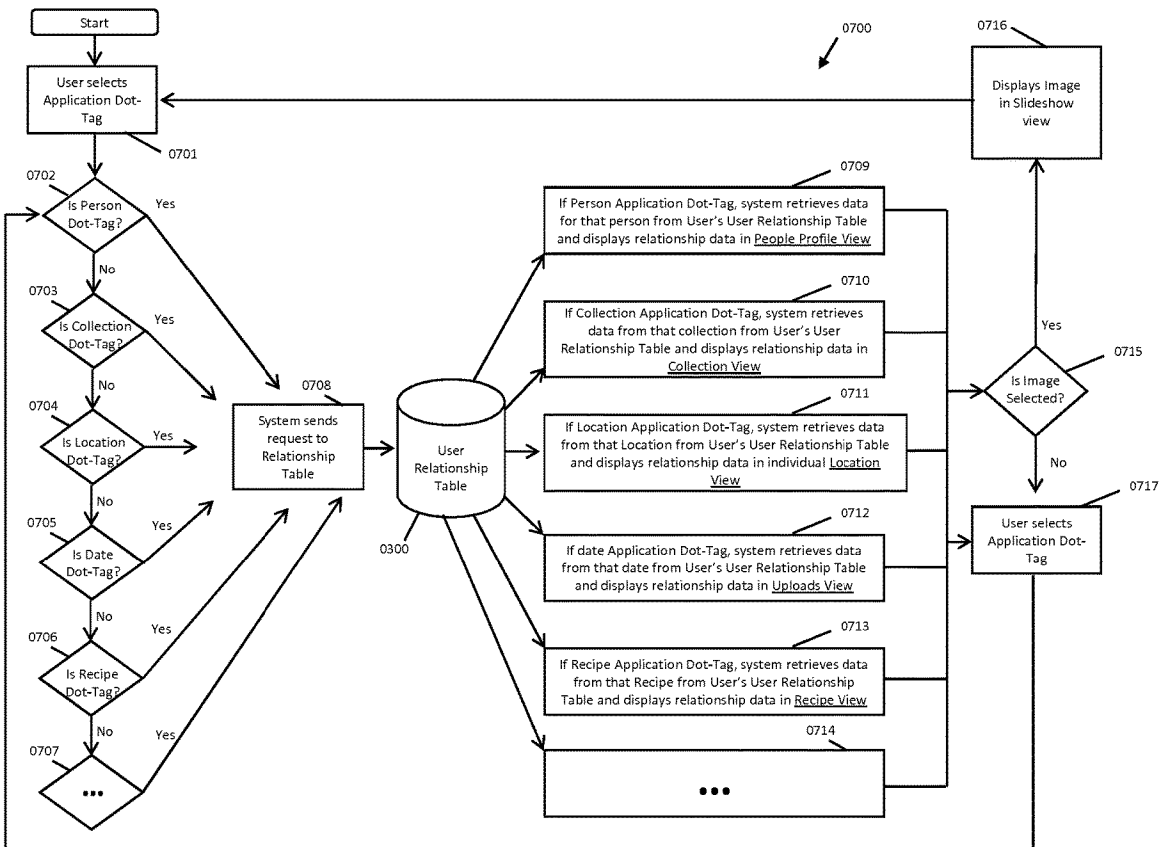 Start
0700
0716
User selects
Application Dot-
Tag
0701
Displays Image
in Slideshow
view
0702
Is Person
Dot-Tag?
Yes
No
0703
Is Collection
Dot-Tag?
Yes
No
0704
Is Location
Dot-Tag?
Yes
No
0705
Is Date
Dot-Tag?
Yes
No
0706
Is Recipe
Dot-Tag?
Yes
No
0707
...
Yes
0708
System sends
request to
Relationship
Table
User
Relationship
Table
0300
0709
If Person Application Dot-Tag, system retrieves data
for that person from User's User Relationship Table
and displays relationship data in People Profile View
0710
If Collection Application Dot-Tag, system retrieves
data from that collection from User's User
Relationship Table and displays relationship data in
Collection View
0711
If Location Application Dot-Tag, system retrieves data
from that Location from User's User Relationship Table
and displays relationship data in individual Location
View
0712
If date Application Dot-Tag, system retrieves data
from that date from User's User Relationship Table
and displays relationship data in Uploads View
0713
If Recipe Application Dot-Tag, system retrieves data
from that Recipe from User's User Relationship
Table and displays relationship data in Recipe View
0714
...
Yes
0715
Is Image
Selected?
No
0717
User selects
Application Dot-
Tag